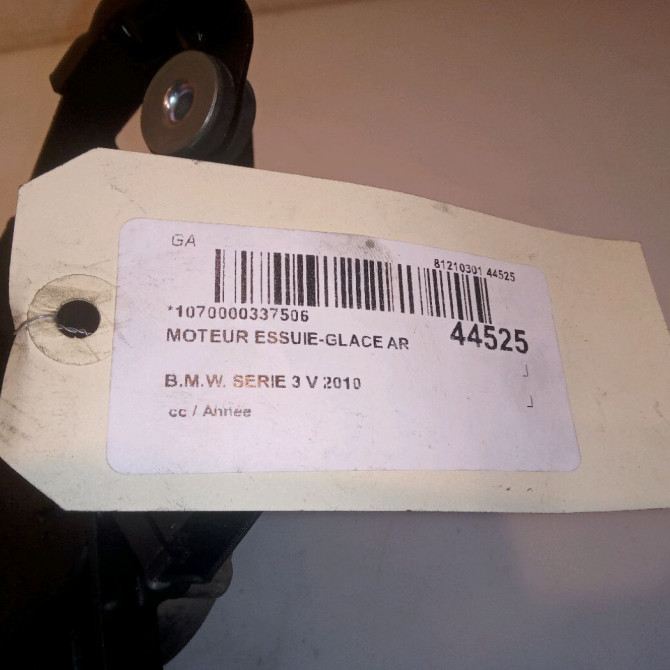 GA
81210301 44525
*1070000337506
44525
MOTEUR ESSUIE-GLACE AR
B.M.W. SERIE 3 V 2010
cc / Année